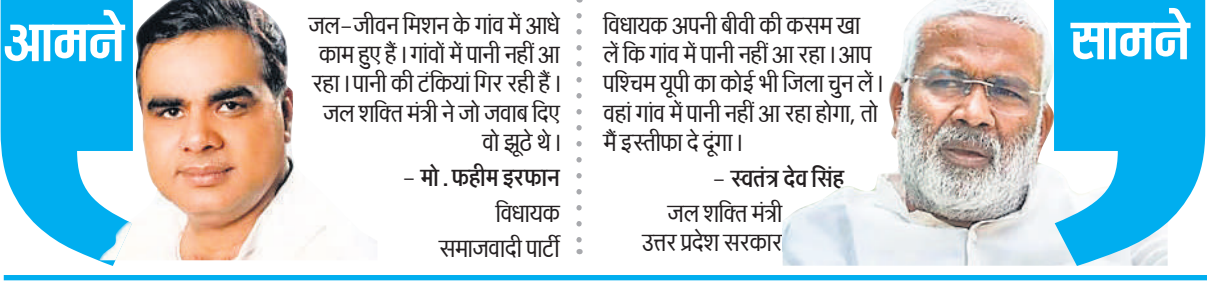 आमने
जल-जीवन मिशन के गांव में आधे
काम हुए हैं। गांवों में पानी नहीं आ
रहा। पानी की टंकियां गिर रही हैं।
जल शक्ति मंत्री ने जो जवाब दिए
वो झूठे थे।
- मो. फहीम इरफान
विधायक
समाजवादी पार्टी
विधायक अपनी बीवी की कसम खा
लें कि गांव में पानी नहीं आ रहा। आप
पश्चिम यूपी का कोई भी जिला चुन लें।
वहां गांव में पानी नहीं आ रहा होगा, तो
मैं इस्तीफा दे दूंगा।
- स्वतंत्र देव सिंह
जल शक्ति मंत्री
उत्तर प्रदेश सरकार
सामने